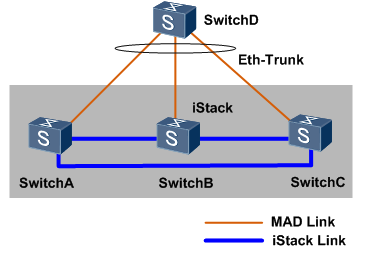 S
SwitchD
Eth-Trunk
iStack
S
S
S
SwitchA
SwitchB
SwitchC
MAD Link
iStack Link